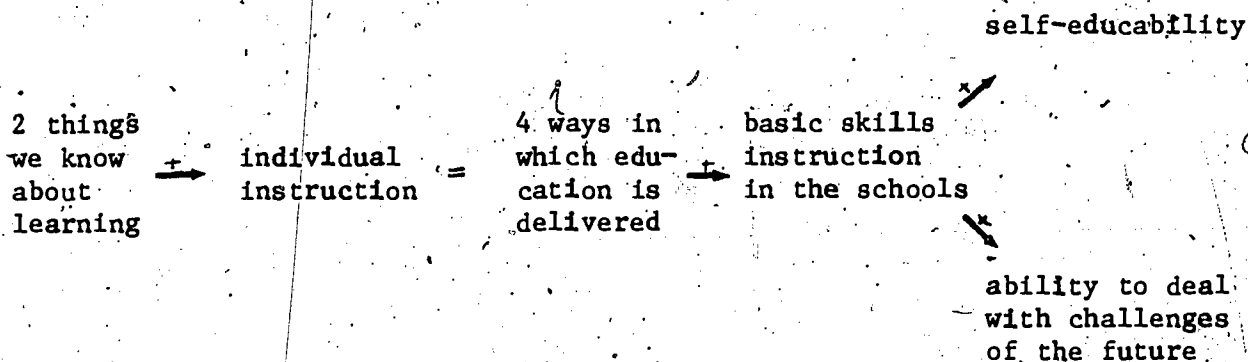 self-educability
2 things
we know
about
learning
+
individual
instruction
=
4 ways in
which edu-
cation is
delivered
+
basic skills
instruction
in the schools
x
x
ability to deal
with challenges
of the future